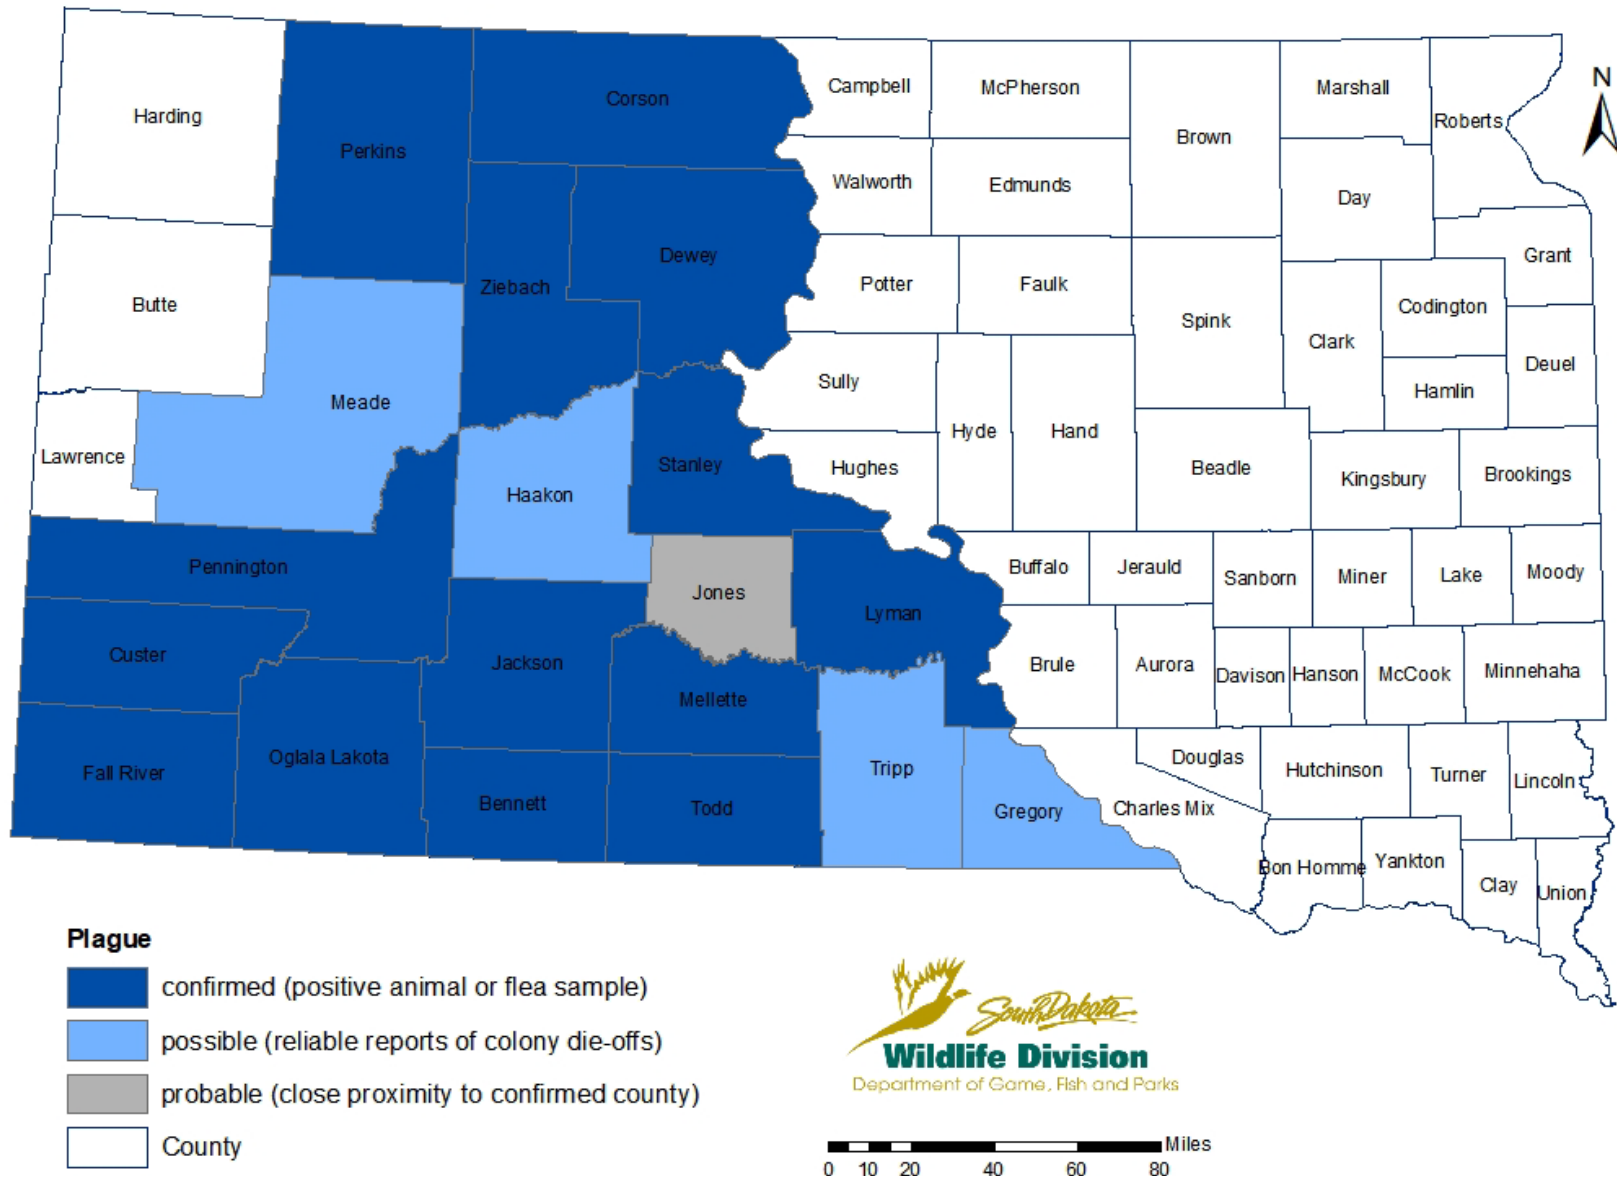 Harding
Perkins
Corson
Campbell
McPherson
Brown
Marshall
Roberts
N
Walworth
Edmunds
Day
Butte
Ziebach
Dewey
Potter
Faulk
Spink
Grant
Codington
Clark
Deuel
Hamlin
Meade
Sully
Hyde
Hand
Lawrence
Haakon
Stanley
Hughes
Beadle
Kingsbury
Brookings
Pennington
Jones
Lyman
Buffalo
Jerauld
Sanborn
Miner
Lake
Moody
Custer
Jackson
Mellette
Brule
Aurora
Davison
Hanson
McCook
Minnehaha
Fall River
Oglala Lakota
Bennett
Todd
Tripp
Gregory
Douglas
Charles Mix
Hutchinson
Turner
Lincoln
Bon Homme
Yankton
Clay
Union
Plague
confirmed (positive animal or flea sample)
possible (reliable reports of colony die-offs)
probable (close proximity to confirmed county)
County
South Dakota
Wildlife Division
Department of Game, Fish and Parks
Miles
0 10 20 40 60 80